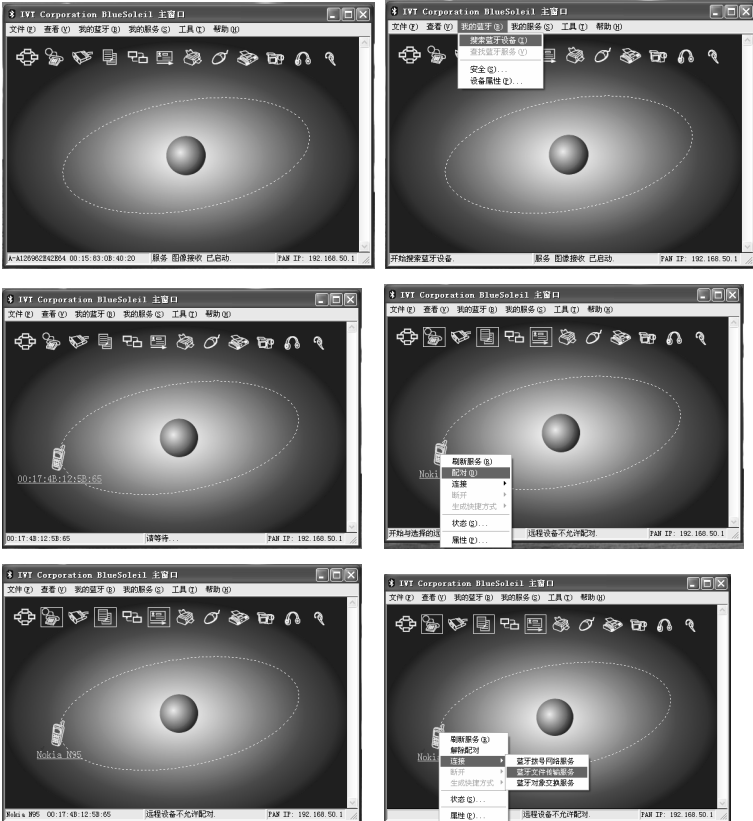 IVT Corporation BlueSoleil 主窗口
文件(F) 查看(V) 我的蓝牙(B) 我的服务(S) 工具(T) 帮助(H)
A-A126962E42E64 00:15:83:0B:40:20 服务 图像接收 已启动. PAN IP: 192.168.50.1
IVT Corporation BlueSoleil 主窗口
文件(F) 查看(V) 我的蓝牙(B) 我的服务(S) 工具(T) 帮助(H)
搜索蓝牙设备(I)
查找蓝牙服务(V)
安全(S)...
设备属性(P)...
开始搜索蓝牙设备. 服务 图像接收 已启动. PAN IP: 192.168.50.1
IVT Corporation BlueSoleil 主窗口
文件(F) 查看(V) 我的蓝牙(B) 我的服务(S) 工具(T) 帮助(H)
00:17:4B:12:5B:65
00:17:4B:12:5B:65 请等待... PAN IP: 192.168.50.1
IVT Corporation BlueSoleil 主窗口
文件(F) 查看(V) 我的蓝牙(B) 我的服务(S) 工具(T) 帮助(H)
Noki
刷新服务(R)
配对(D)
连接
断开
生成快捷方式
状态(S)...
属性(P)...
开始与选择的远 远程设备不允许配对. PAN IP: 192.168.50.1
IVT Corporation BlueSoleil 主窗口
文件(F) 查看(V) 我的蓝牙(B) 我的服务(S) 工具(T) 帮助(H)
Nokia N95
Nokia N95 00:17:4B:12:5B:65 远程设备不允许配对. PAN IP: 192.168.50.1
IVT Corporation BlueSoleil 主窗口
文件(F) 查看(V) 我的蓝牙(B) 我的服务(S) 工具(T) 帮助(H)
Noki
刷新服务(R)
解除配对
连接 蓝牙拨号网络服务
断开 蓝牙文件传输服务
生成快捷方式 蓝牙对象交换服务
状态(S)...
属性(P)...
远程设备不允许配对. PAN IP: 192.168.50.1